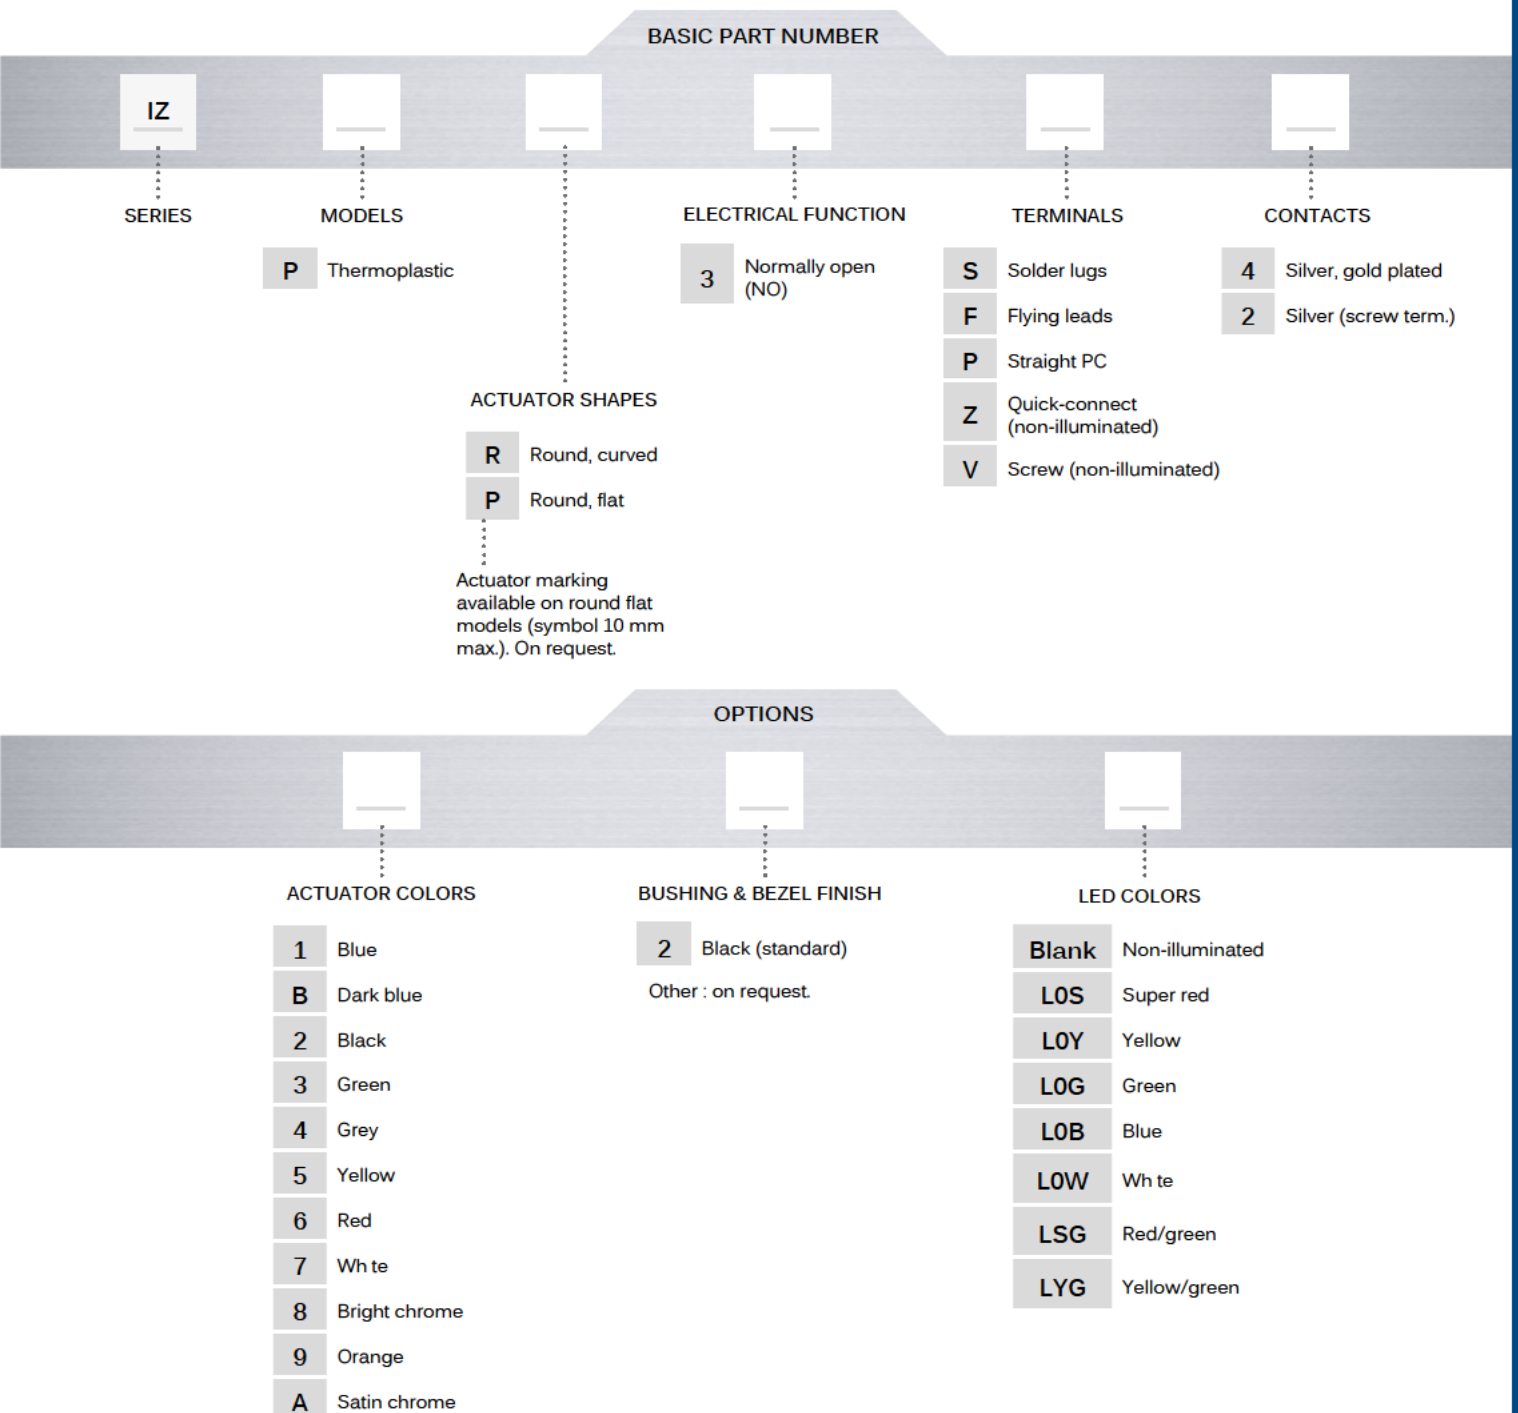 BASIC PART NUMBER
IZ
SERIES
MODELS
P Thermoplastic
ACTUATOR SHAPES
R Round, curved
P Round, flat
Actuator marking
available on round flat
models (symbol 10 mm
max.). On request.
ELECTRICAL FUNCTION
3 Normally open
(NO)
TERMINALS
S Solder lugs
F Flying leads
P Straight PC
Z Quick-connect
(non-illuminated)
V Screw (non-illuminated)
CONTACTS
4 Silver, gold plated
2 Silver (screw term.)
OPTIONS
ACTUATOR COLORS
1 Blue
B Dark blue
2 Black
3 Green
4 Grey
5 Yellow
6 Red
7 Wh te
8 Bright chrome
9 Orange
A Satin chrome
BUSHING & BEZEL FINISH
2 Black (standard)
Other : on request.
LED COLORS
Blank Non-illuminated
L0S Super red
L0Y Yellow
L0G Green
L0B Blue
L0W Wh te
LSG Red/green
LYG Yellow/green